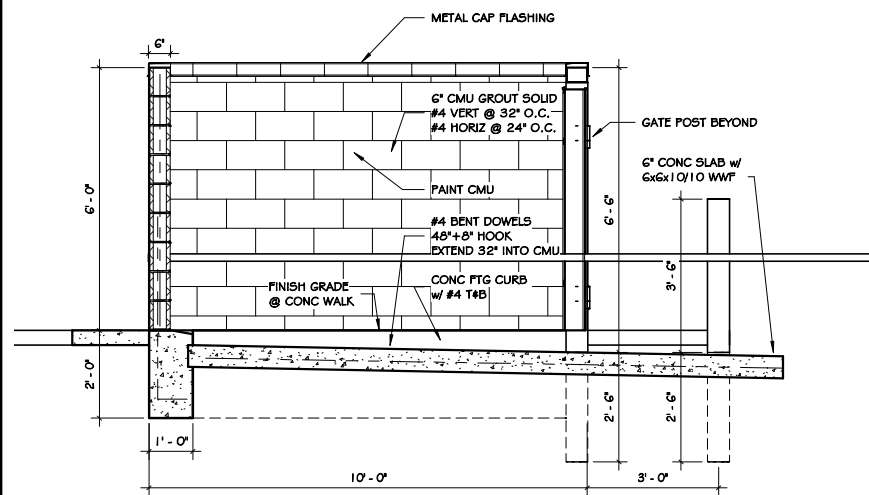 METAL CAP FLASHING
6"
6" CMU GROUT SOLID
#4 VERT @ 32" O.C.
#4 HORIZ @ 24" O.C.
GATE POST BEYOND
6" CONC SLAB w/
6x6x10/10 WWF
PAINT CMU
6'-0"
6'-6"
#4 BENT DOWELS
48"+8" HOOK
EXTEND 32" INTO CMU
3'-6"
FINISH GRADE
@ CONC WALK
CONC FTG CURB
w/ #4 T&B
2'-0"
2'-6"
2'-6"
1'-0"
10'-0"
3'-0"